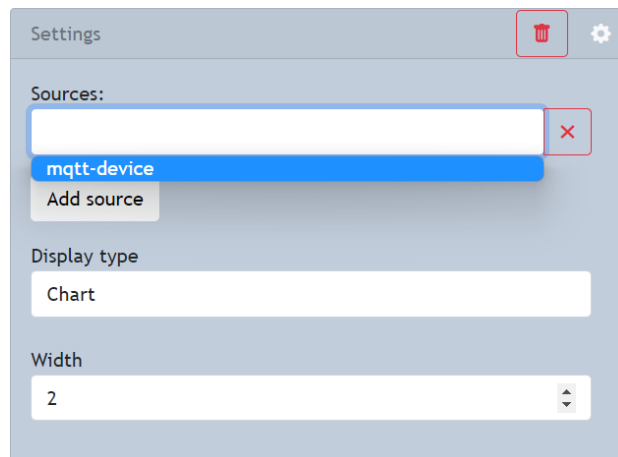 Settings
Sources:
mqtt-device
Add source
Display type
Chart
Width
2